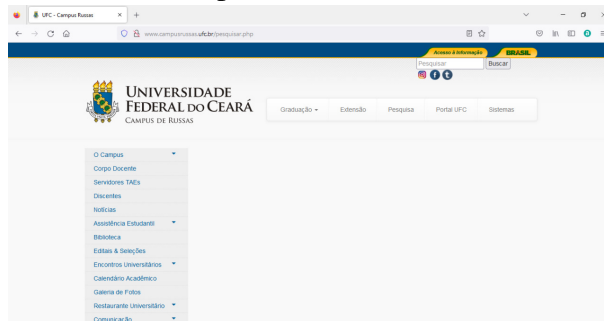 UFC - Campus Russas
www.campusrussas.ufc.br/pesquisar.php
Acesso à Informação
BRASIL
Pesquisar
Buscar
UNIVERSIDADE
FEDERAL DO CEARÁ
CAMPUS DE RUSSAS
Graduação
Extensão
Pesquisa
Portal UFC
Sistemas
O Campus
Corpo Docente
Servidores TAEs
Discentes
Notícias
Assistência Estudantil
Biblioteca
Editais & Seleções
Encontros Universitários
Calendário Acadêmico
Galeria de Fotos
Restaurante Universitário
Comunicação